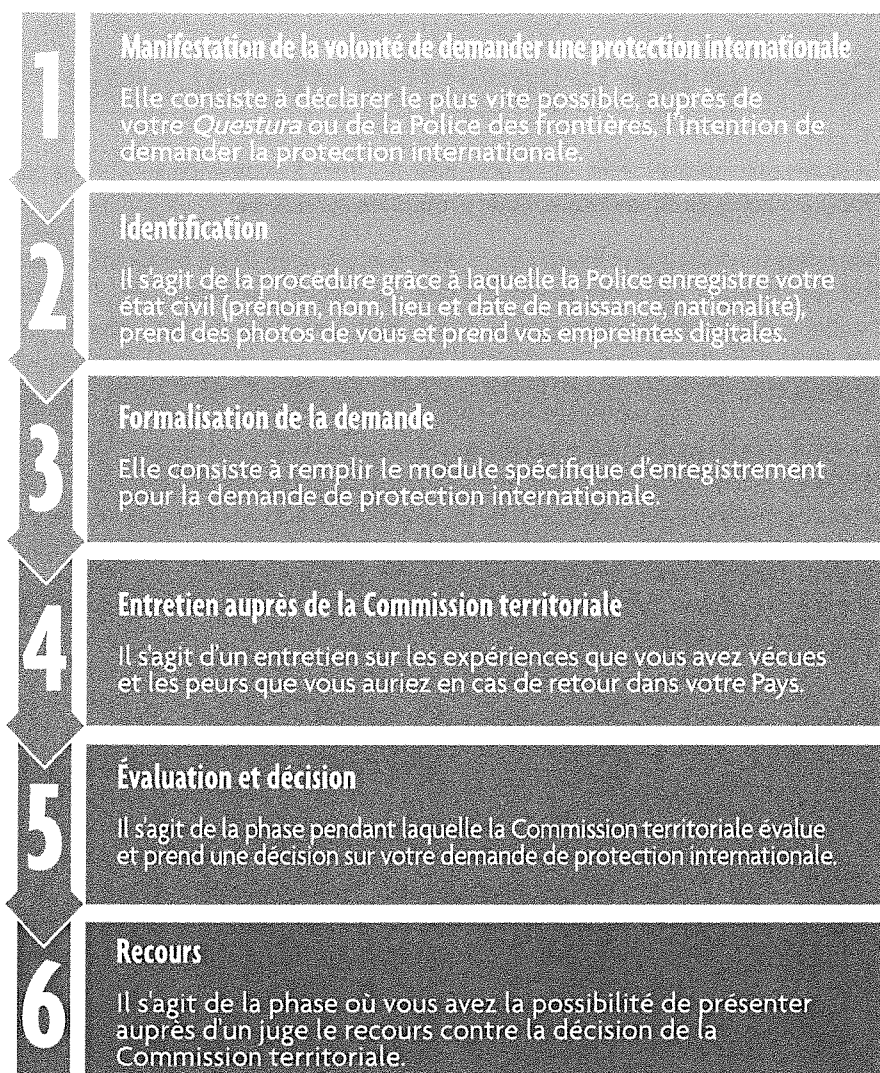 1
Manifestation de la volonté de demander une protection internationale
Elle consiste à déclarer le plus vite possible, auprès de
votre Questura ou de la Police des frontières, l'intention de
demander la protection internationale.
2
Identification
Il s'agit de la procédure grâce à laquelle la Police enregistre votre
état civil (prénom, nom, lieu et date de naissance, nationalité),
prend des photos de vous et prend vos empreintes digitales.
3
Formalisation de la demande
Elle consiste à remplir le module spécifique d'enregistrement
pour la demande de protection internationale.
4
Entretien auprès de la Commission territoriale
Il s'agit d'un entretien sur les expériences que vous avez vécues
et les peurs que vous auriez en cas de retour dans votre Pays.
5
Évaluation et décision
Il s'agit de la phase pendant laquelle la Commission territoriale évalue
et prend une décision sur votre demande de protection internationale.
6
Recours
Il s'agit de la phase où vous avez la possibilité de présenter
auprès d'un juge le recours contre la décision de la
Commission territoriale.